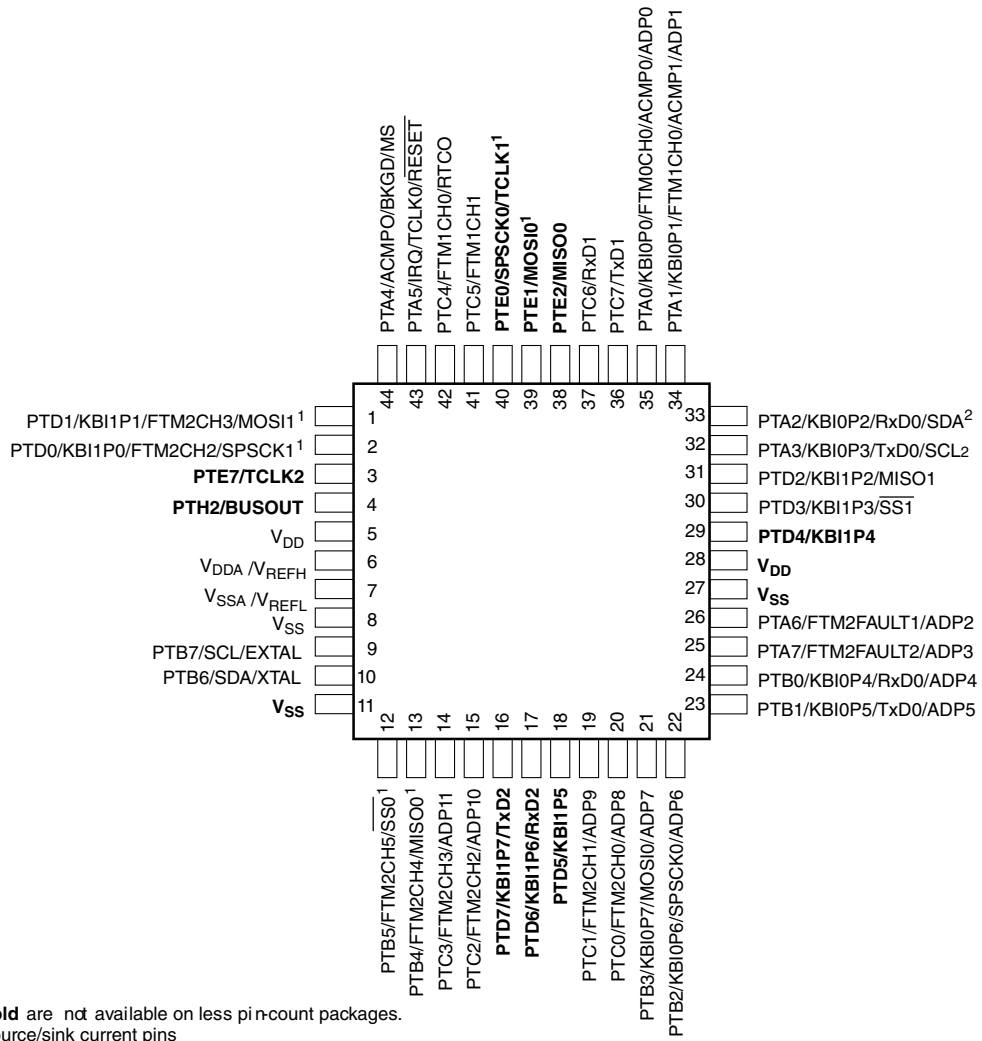 PTA4/ACMPO/BKGD/MS
PTA5/IRQ/TCLK0/RESET
PTC4/FTM1CH0/RTCO
PTC5/FTM1CH1
PTE0/SPSCK0/TCLK1¹
PTE1/MOSI0¹
PTE2/MISO0
PTC6/RxD1
PTC7/TxD1
PTA0/KBI0P0/FTM0CH0/ACMP0/ADP0
PTA1/KBI0P1/FTM1CH0/ACMP1/ADP1
44 43 42 41 40 39 38 37 36 35 34
PTD1/KBI1P1/FTM2CH3/MOSI1¹ 1
PTD0/KBI1P0/FTM2CH2/SPSCK1¹ 2
PTE7/TCLK2 3
PTH2/BUSOUT 4
VDD 5
VDDA /VREFH 6
VSSA /VREFL 7
VSS 8
PTB7/SCL/EXTAL 9
PTB6/SDA/XTAL 10
VSS 11
33 PTA2/KBI0P2/RxD0/SDA²
32 PTA3/KBI0P3/TxD0/SCL2
31 PTD2/KBI1P2/MISO1
30 PTD3/KBI1P3/SS1
29 PTD4/KBI1P4
28 VDD
27 VSS
26 PTA6/FTM2FAULT1/ADP2
25 PTA7/FTM2FAULT2/ADP3
24 PTB0/KBI0P4/RxD0/ADP4
23 PTB1/KBI0P5/TxD0/ADP5
12 13 14 15 16 17 18 19 20 21 22
PTB5/FTM2CH5/SS0¹
PTB4/FTM2CH4/MISO0¹
PTC3/FTM2CH3/ADP11
PTC2/FTM2CH2/ADP10
PTD7/KBI1P7/TxD2
PTD6/KBI1P6/RxD2
PTD5/KBI1P5
PTC1/FTM2CH1/ADP9
PTC0/FTM2CH0/ADP8
PTB3/KBI0P7/MOSI0/ADP7
PTB2/KBI0P6/SPSCK0/ADP6
old are not available on less pin-count packages.
urce/sink current pins